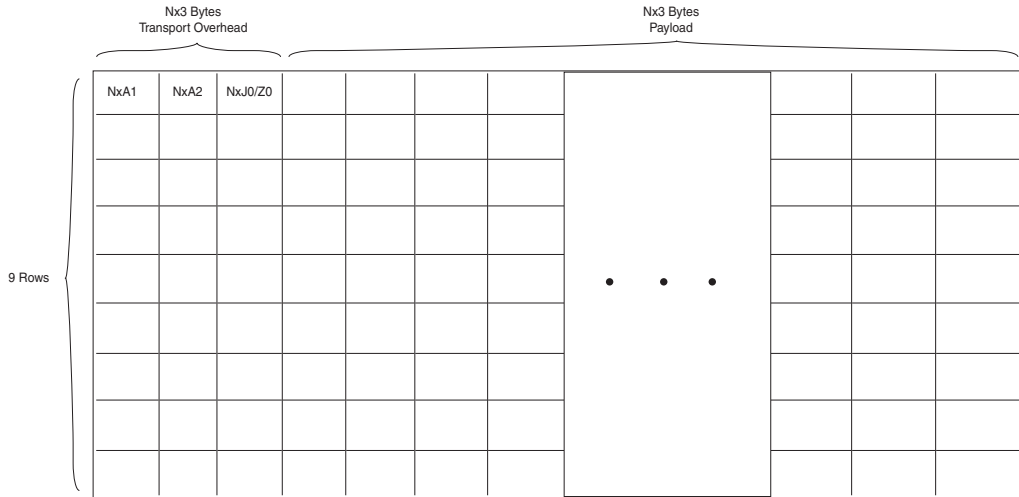 Nx3 Bytes
Transport Overhead
Nx3 Bytes
Payload
NxA1
NxA2
NxJ0/Z0
9 Rows